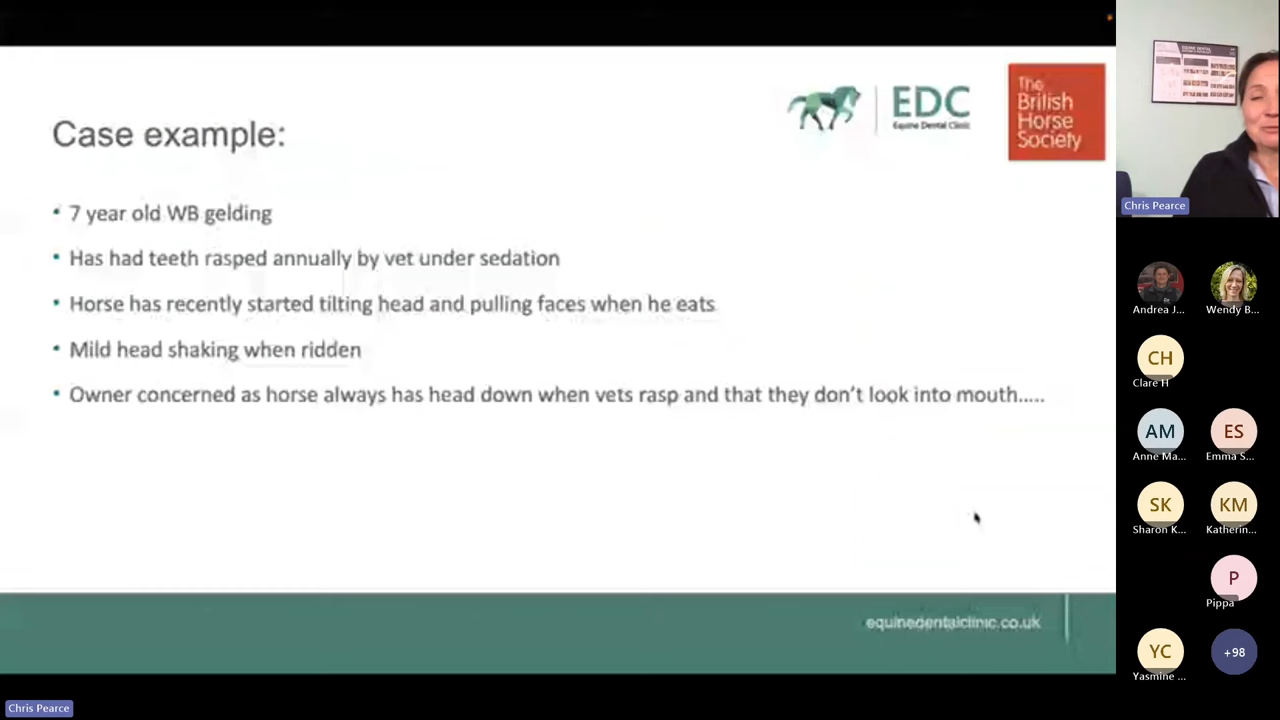 Case example:
EDC
Equine Dental Clinic
The
British
Horse
Society
• 7 year old WB gelding
• Has had teeth rasped annually by vet under sedation
• Horse has recently started tilting head and pulling faces when he eats
• Mild head shaking when ridden
• Owner concerned as horse always has head down when vets rasp and that they don’t look into mouth…..
equinedentalclinic.co.uk
Chris Pearce
EQUINE DENTAL
Chris Pearce
Andrea J...
Wendy B...
CH
Clare H
AM
Anne Ma...
ES
Emma S...
SK
Sharon K...
KM
Katherin...
P
Pippa
YC
Yasmine ...
+98